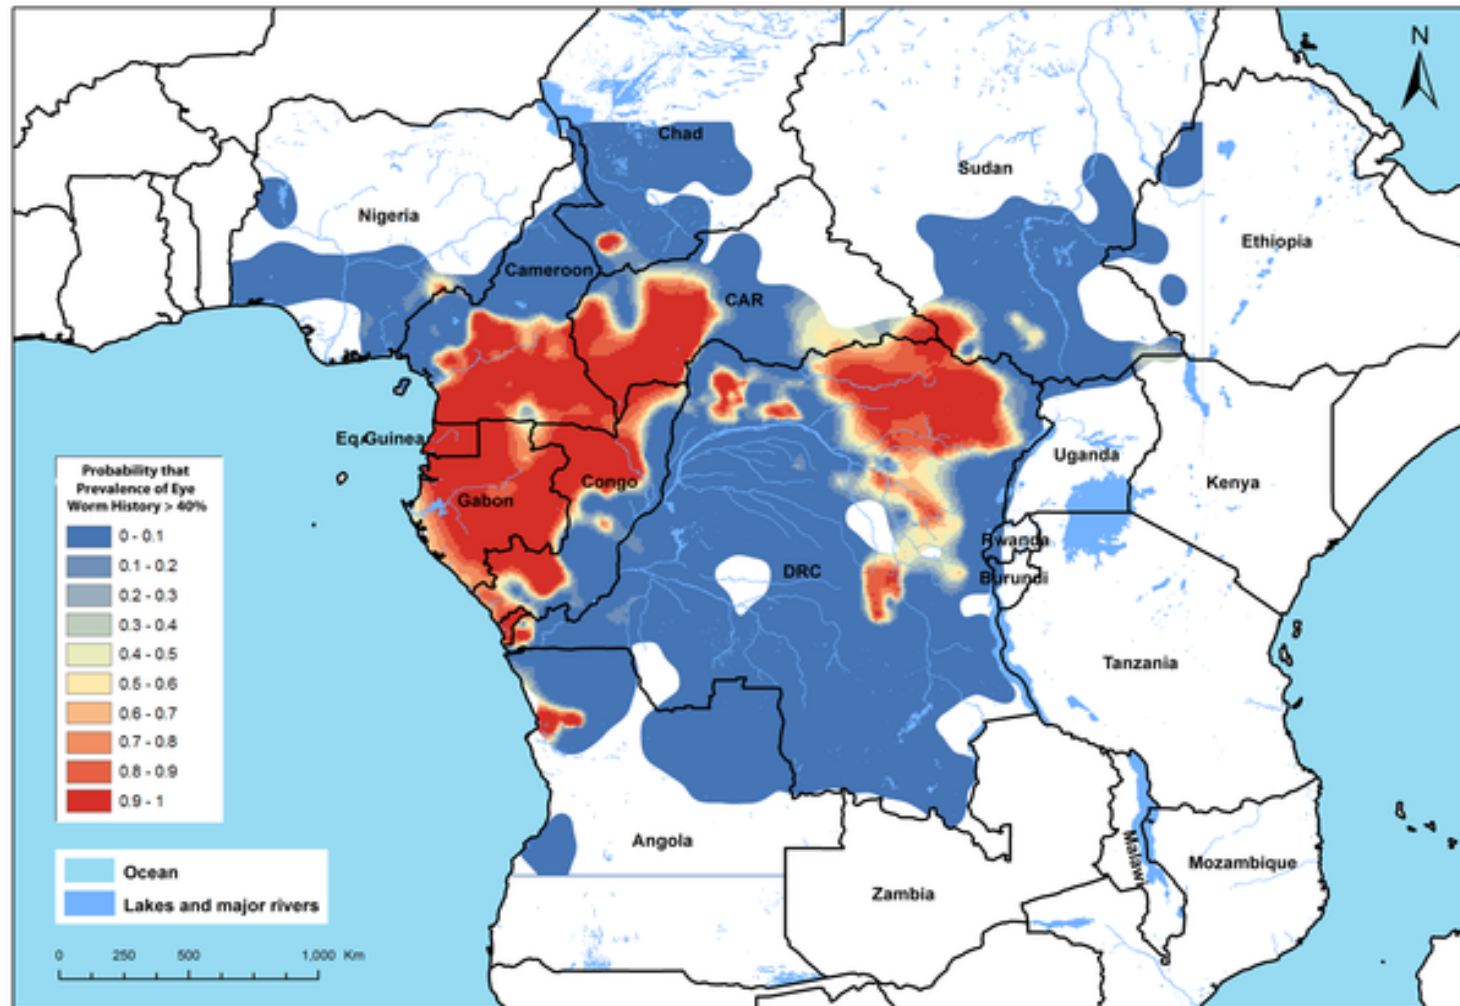 N
Chad
Sudan
Nigeria
Ethiopia
Cameroon
CAR
Eq.Guinea
Uganda
Kenya
Gabon
Congo
Rwanda
DRC
Burundi
Tanzania
Angola
Malawi
Mozambique
Zambia
Probability that
Prevalence of Eye
Worm History > 40%
0 - 0.1
0.1 - 0.2
0.2 - 0.3
0.3 - 0.4
0.4 - 0.5
0.5 - 0.6
0.6 - 0.7
0.7 - 0.8
0.8 - 0.9
0.9 - 1
Ocean
Lakes and major rivers
0 250 500 1,000 Km